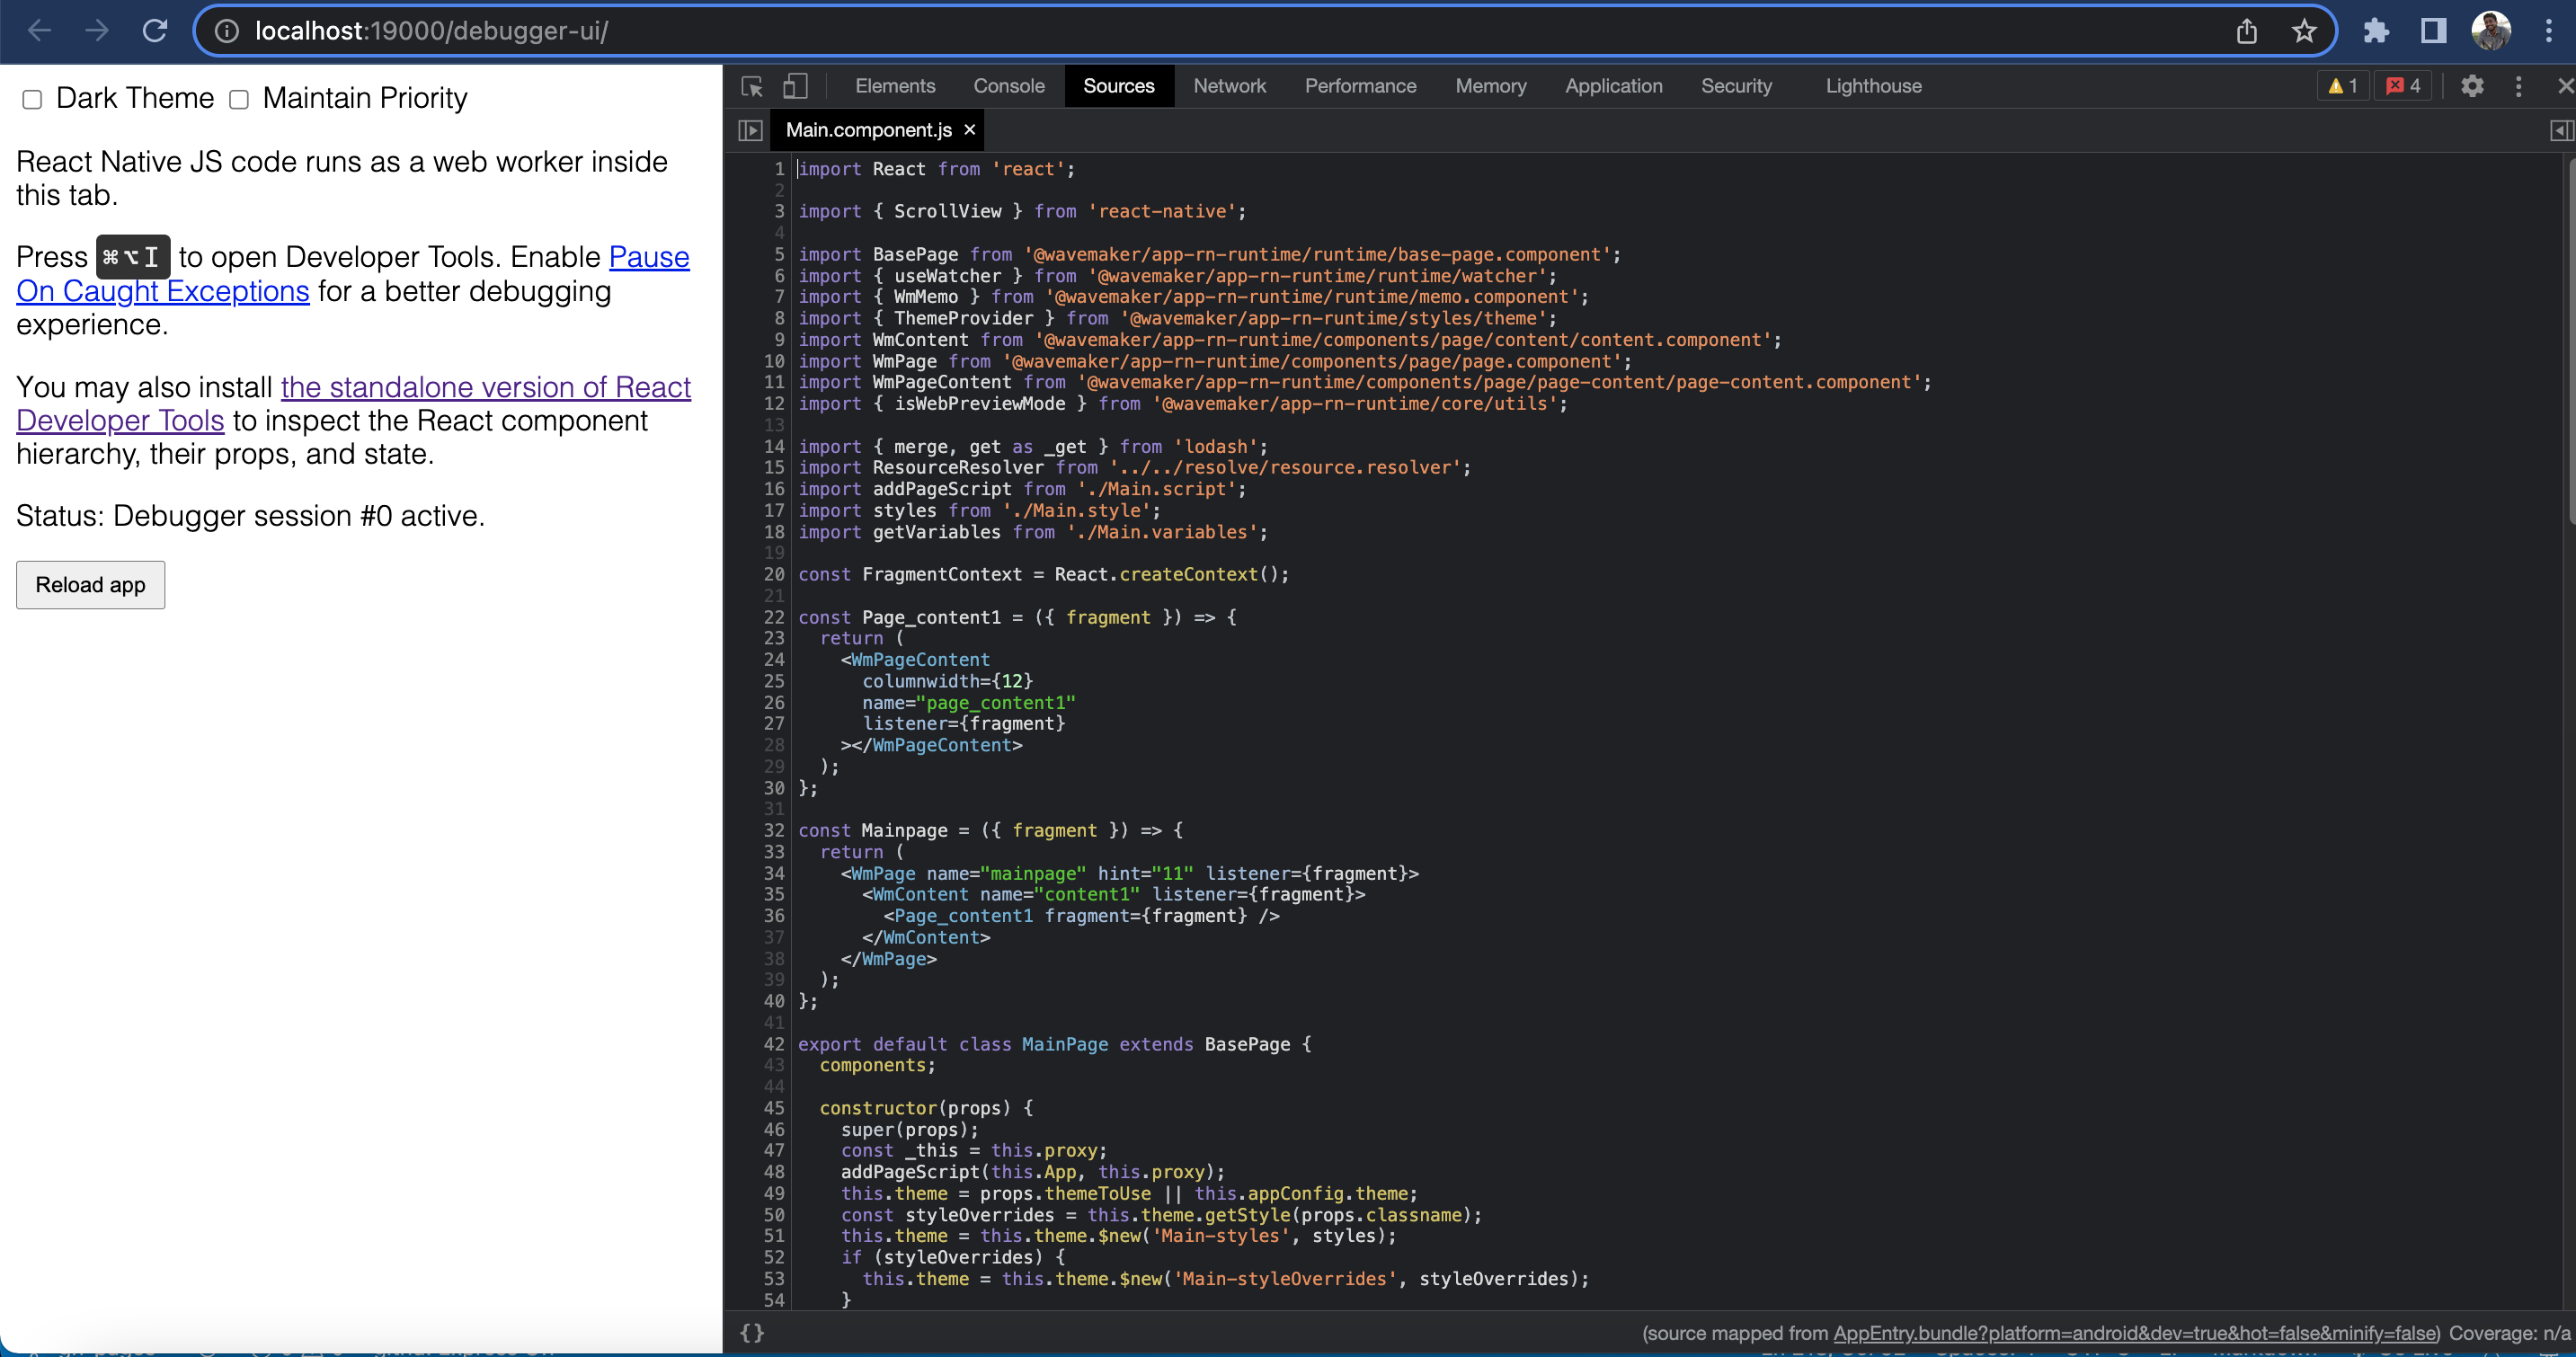 localhost:19000/debugger-ui/
Dark Theme Maintain Priority
React Native JS code runs as a web worker inside
this tab.
Press ⌘⌥I to open Developer Tools. Enable Pause
On Caught Exceptions for a better debugging
experience.
You may also install the standalone version of React
Developer Tools to inspect the React component
hierarchy, their props, and state.
Status: Debugger session #0 active.
Reload app
Elements Console Sources Network Performance Memory Application Security Lighthouse 1 4
Main.component.js ×
1 import React from 'react';
2
3 import { ScrollView } from 'react-native';
4
5 import BasePage from '@wavemaker/app-rn-runtime/runtime/base-page.component';
6 import { useWatcher } from '@wavemaker/app-rn-runtime/runtime/watcher';
7 import { WmMemo } from '@wavemaker/app-rn-runtime/runtime/memo.component';
8 import { ThemeProvider } from '@wavemaker/app-rn-runtime/styles/theme';
9 import WmContent from '@wavemaker/app-rn-runtime/components/page/content/content.component';
10 import WmPage from '@wavemaker/app-rn-runtime/components/page/page.component';
11 import WmPageContent from '@wavemaker/app-rn-runtime/components/page/page-content/page-content.component';
12 import { isWebPreviewMode } from '@wavemaker/app-rn-runtime/core/utils';
13
14 import { merge, get as _get } from 'lodash';
15 import ResourceResolver from '../../resolve/resource.resolver';
16 import addPageScript from './Main.script';
17 import styles from './Main.style';
18 import getVariables from './Main.variables';
19
20 const FragmentContext = React.createContext();
21
22 const Page_content1 = ({ fragment }) => {
23 return (
24 <WmPageContent
25 columnwidth={12}
26 name="page_content1"
27 listener={fragment}
28 ></WmPageContent>
29 );
30 };
31
32 const Mainpage = ({ fragment }) => {
33 return (
34 <WmPage name="mainpage" hint="11" listener={fragment}>
35 <WmContent name="content1" listener={fragment}>
36 <Page_content1 fragment={fragment} />
37 </WmContent>
38 </WmPage>
39 );
40 };
41
42 export default class MainPage extends BasePage {
43 components;
44
45 constructor(props) {
46 super(props);
47 const _this = this.proxy;
48 addPageScript(this.App, this.proxy);
49 this.theme = props.themeToUse || this.appConfig.theme;
50 const styleOverrides = this.theme.getStyle(props.classname);
51 this.theme = this.theme.$new('Main-styles', styles);
52 if (styleOverrides) {
53 this.theme = this.theme.$new('Main-styleOverrides', styleOverrides);
54 }
{} (source mapped from AppEntry.bundle?platform=android&dev=true&hot=false&minify=false) Coverage: n/a